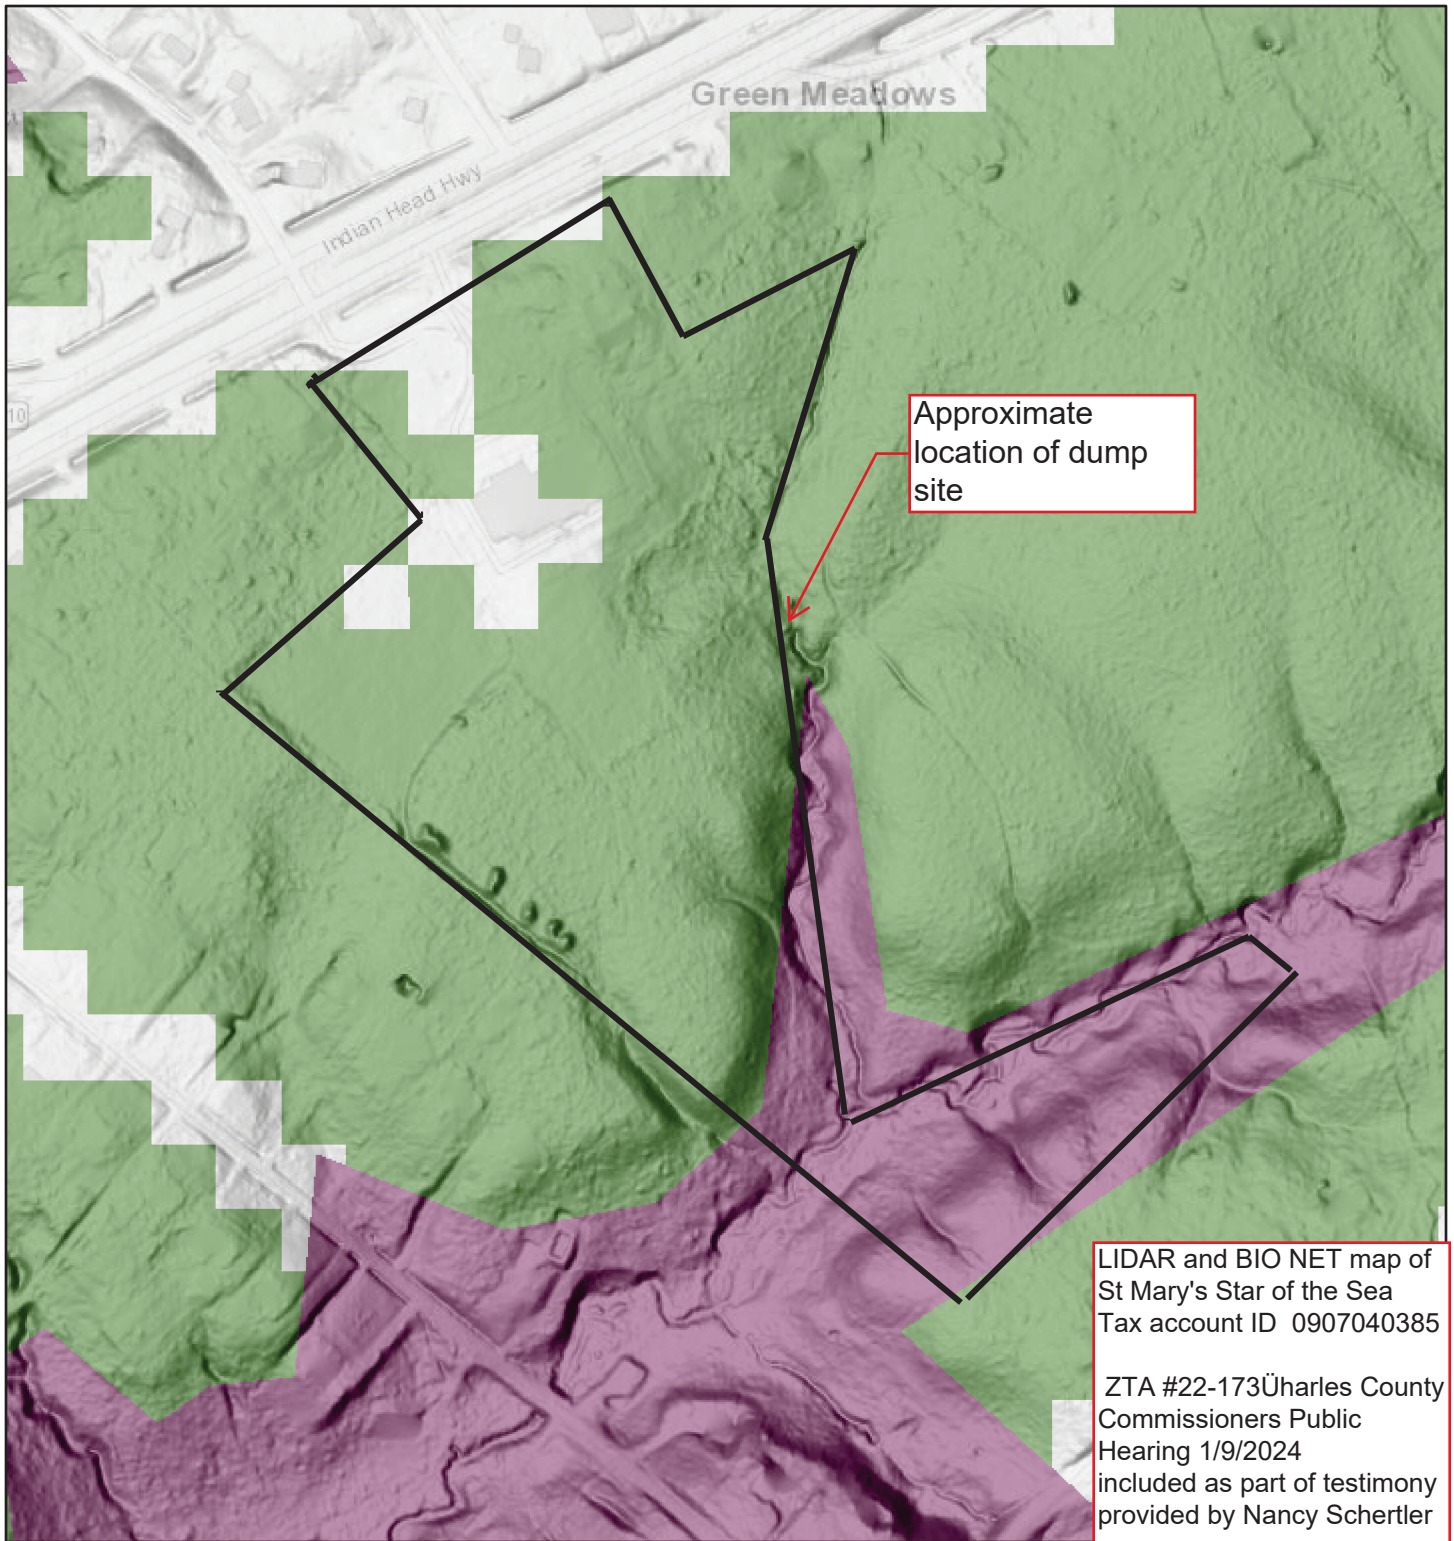 Green Meadows
Indian Head Hwy
10
Approximate
location of dump
site
LIDAR and BIO NET map of
St Mary's Star of the Sea
Tax account ID 0907040385
ZTA #22-173Üharles County
Commissioners Public
Hearing 1/9/2024
included as part of testimony
provided by Nancy Schertler